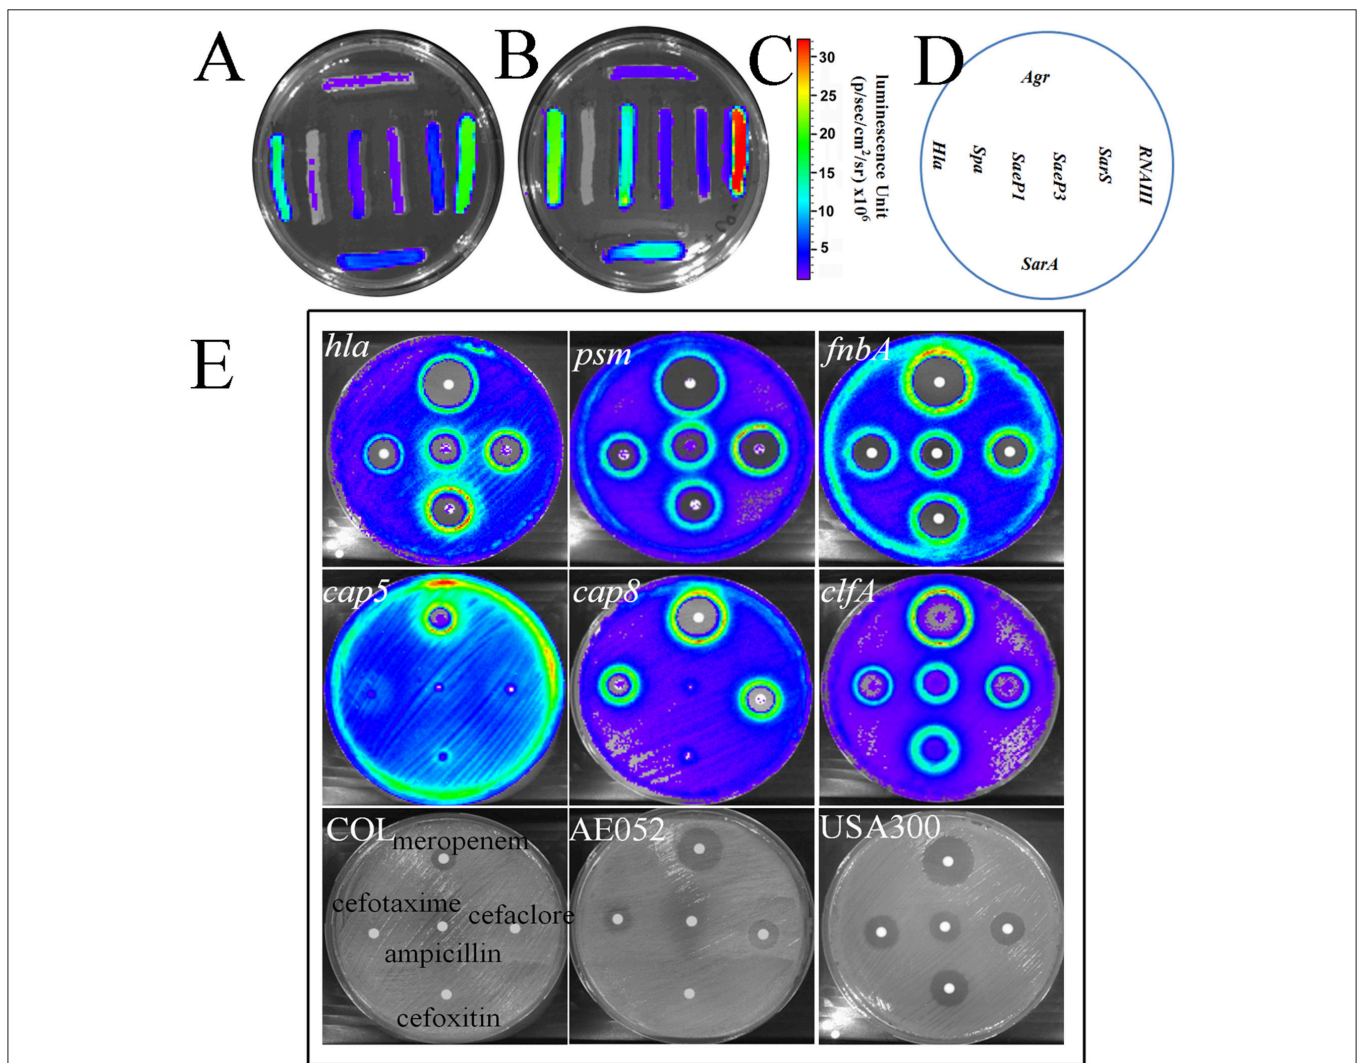 A
B
C
30
25
20
15
10
5
luminescence Unit
(p/sec/cm²/sr) x10⁶
D
Agr
Hla
Spa
SaeP1
SaeP3
SarS
RNAIII
SarA
E
hla
psm
fnbA
cap5
cap8
clfA
COL
AE052
USA300
meropenem
cefotaxime
cefaclore
ampicillin
cefoxitin